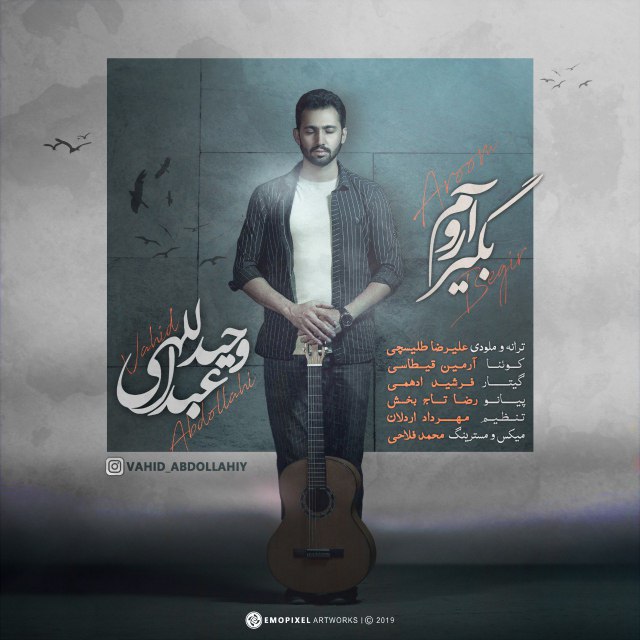 Aroom
آروم
بگیر
Begir
Vahid
وحید
عبداللهی
Abdollahi
ترانه و ملودی علیرضا طلیسچی
کوئنا آرمین قیطاسی
گیتار فرشید ادهمی
پیانو رضا تاج بخش
تنظیم مهرداد اردلان
میکس و مسترینگ محمد فلاحی
VAHID_ABDOLLAHIY
EMOPIXEL ARTWORKS | © 2019